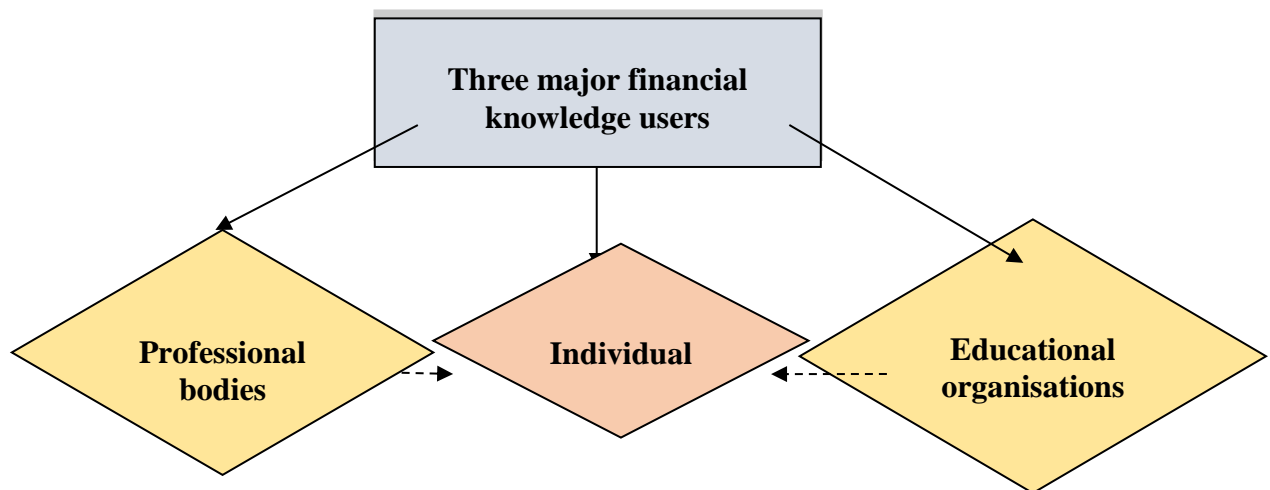 Three major financial
knowledge users
Professional
bodies
Individual
Educational
organisations